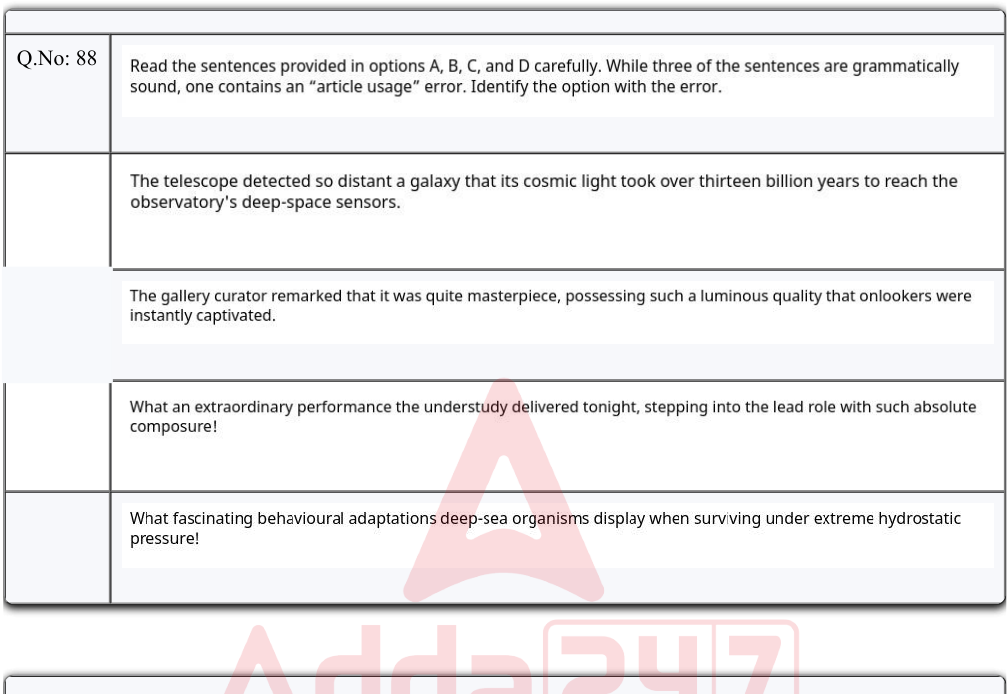 Q.No: 88
Read the sentences provided in options A, B, C, and D carefully. While three of the sentences are grammatically
sound, one contains an “article usage” error. Identify the option with the error.
The telescope detected so distant a galaxy that its cosmic light took over thirteen billion years to reach the
observatory's deep-space sensors.
The gallery curator remarked that it was quite masterpiece, possessing such a luminous quality that onlookers were
instantly captivated.
What an extraordinary performance the understudy delivered tonight, stepping into the lead role with such absolute
composure!
What fascinating behavioural adaptations deep-sea organisms display when surviving under extreme hydrostatic
pressure!
Adda247